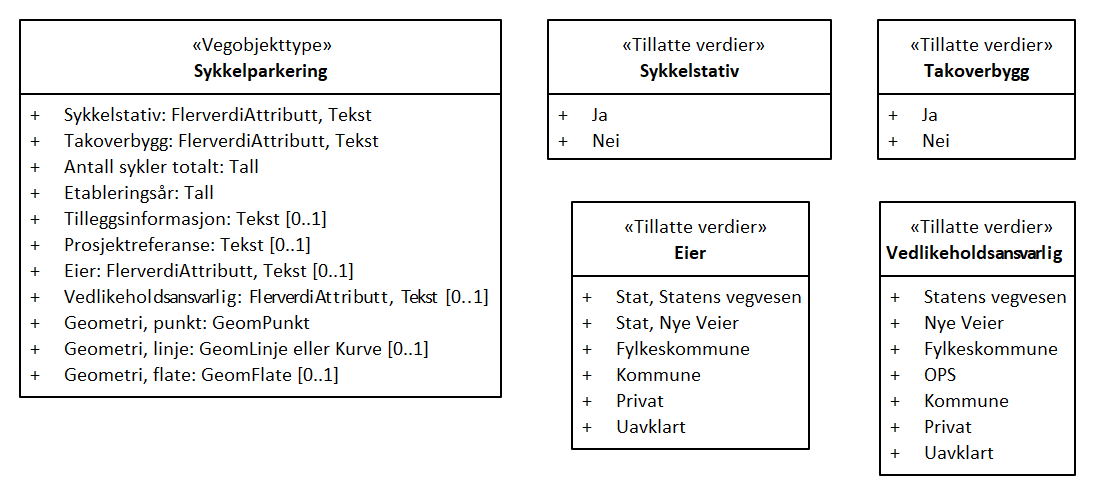 «Vegobjekttype»
Sykkelparkering
+ Sykkelstativ: FlerverdiAttributt, Tekst
+ Takoverbygg: FlerverdiAttributt, Tekst
+ Antall sykler totalt: Tall
+ Etableringsår: Tall
+ Tilleggsinformasjon: Tekst [0..1]
+ Prosjektreferanse: Tekst [0..1]
+ Eier: FlerverdiAttributt, Tekst [0..1]
+ Vedlikeholdsansvarlig: FlerverdiAttributt, Tekst [0..1]
+ Geometri, punkt: GeomPunkt
+ Geometri, linje: GeomLinje eller Kurve [0..1]
+ Geometri, flate: GeomFlate [0..1]
«Tillatte verdier»
Sykkelstativ
+ Ja
+ Nei
«Tillatte verdier»
Takoverbygg
+ Ja
+ Nei
«Tillatte verdier»
Eier
+ Stat, Statens vegvesen
+ Stat, Nye Veier
+ Fylkeskommune
+ Kommune
+ Privat
+ Uavklart
«Tillatte verdier»
Vedlikeholdsansvarlig
+ Statens vegvesen
+ Nye Veier
+ Fylkeskommune
+ OPS
+ Kommune
+ Privat
+ Uavklart